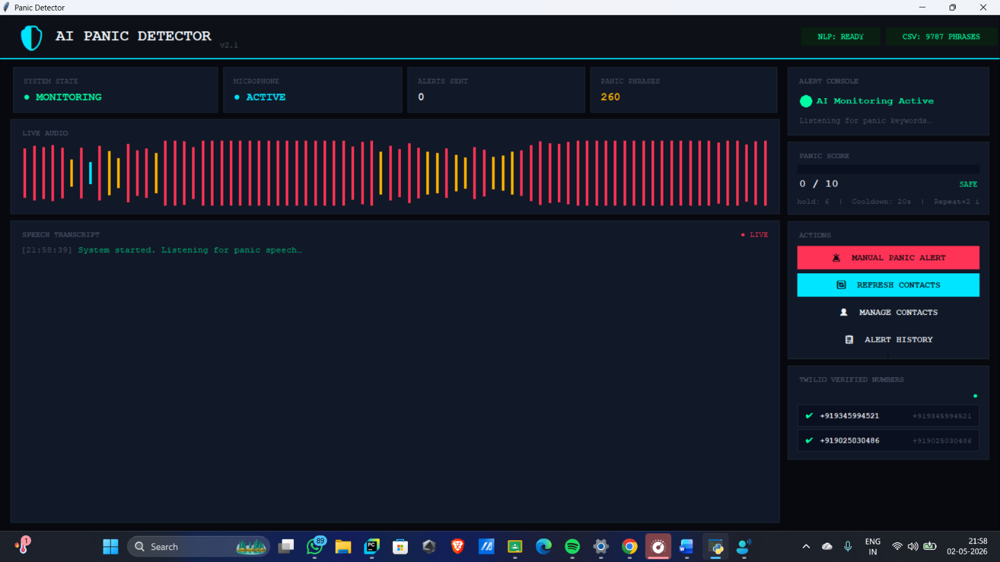 Panic Detector
AI PANIC DETECTOR
v2.1
NLP: READY
CSV: 9787 PHRASES
SYSTEM STATE
MONITORING
MICROPHONE
ACTIVE
ALERTS SENT
0
PANIC PHRASES
260
ALERT CONSOLE
AI Monitoring Active
Listening for panic keywords…
LIVE AUDIO
PANIC SCORE
0 / 10
SAFE
hold: 6 | Cooldown: 20s | Repeat×2 i
SPEECH TRANSCRIPT
LIVE
[21:58:39] System started. Listening for panic speech…
ACTIONS
MANUAL PANIC ALERT
REFRESH CONTACTS
MANAGE CONTACTS
ALERT HISTORY
TWILIO VERIFIED NUMBERS
+919345994521 +919345994521
+919025030486 +919025030486
1
Search
89
PC
ENG
IN
21:58
02-05-2026